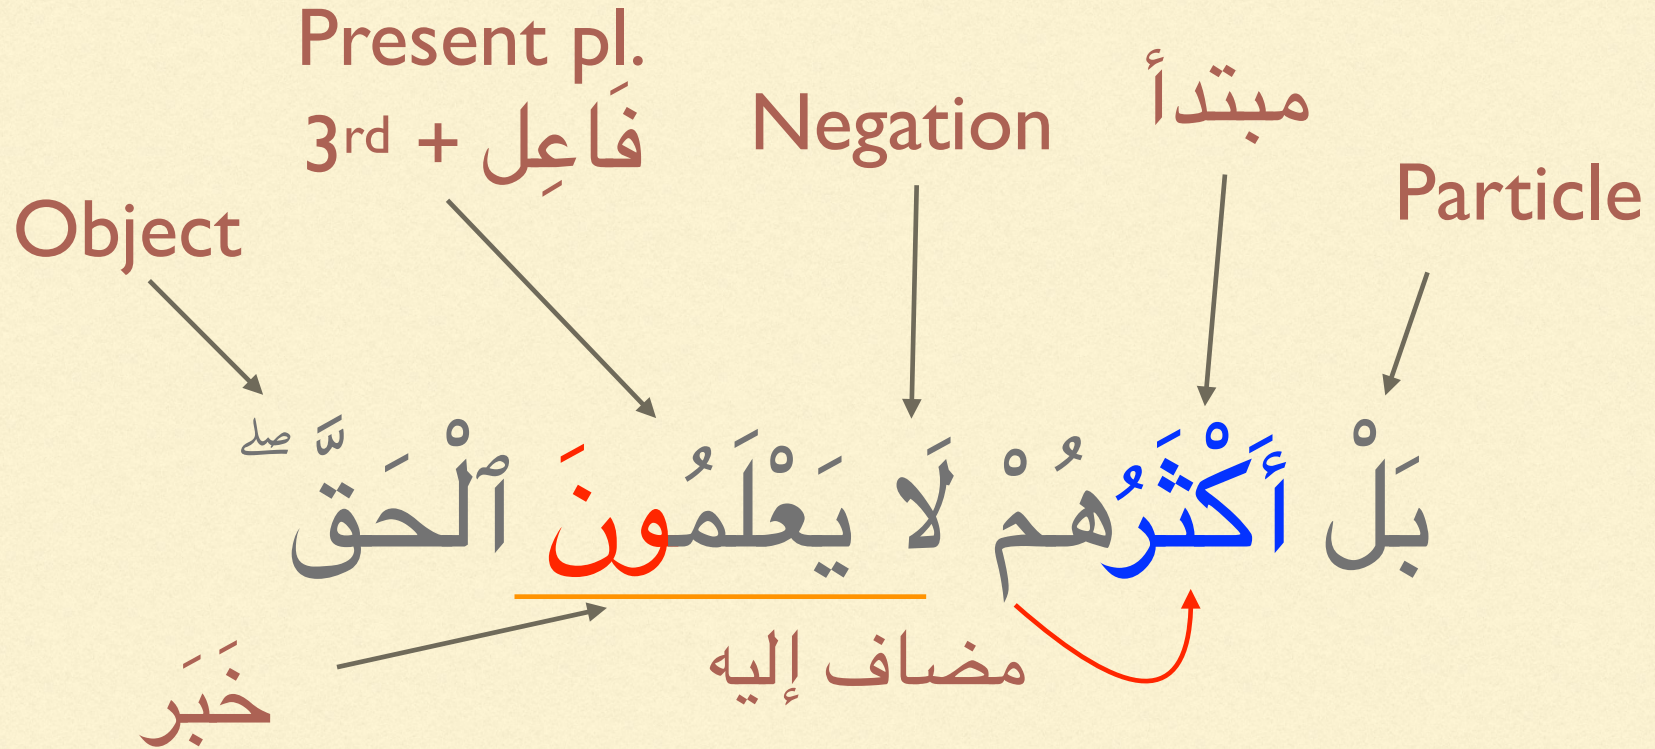 Present pl.
3rd + فَاعِل
Negation
مبتدأ
Particle
Object
بَلْ أَكْثَرُهُمْ لَا يَعْلَمُونَ ٱلْحَقَّ ۖ
مضاف إليه
خَبَر